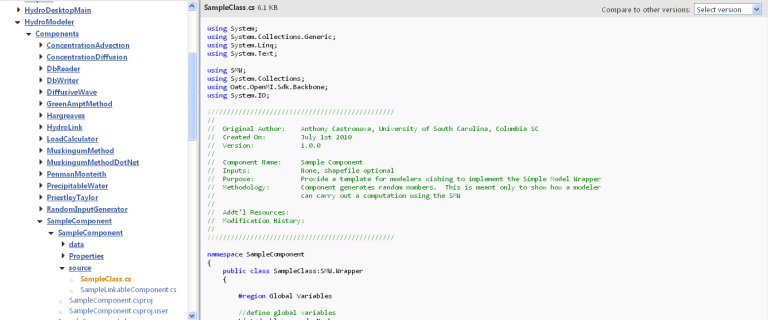 HydroDesktopMain
HydroModeler
Components
ConcentrationAdvection
ConcentrationDiffusion
DbReader
DbWriter
DiffusiveWave
GreenAmptMethod
Hargreaves
HydroLink
LoadCalculator
MuskingumMethod
MuskingumMethodDotNet
PenmanMonteith
PrecipitableWater
PriestleyTaylor
RandomInputGenerator
SampleComponent
SampleComponent
data
Properties
source
SampleClass.cs
SampleLinkableComponent.cs
SampleComponent.csproj
SampleComponent.csproj.user
SampleClass.cs 6.1 KB
Compare to other versions: Select version
using System;
using System.Collections.Generic;
using System.Linq;
using System.Text;
using SMW;
using System.Collections;
using Oatc.OpenMI.Sdk.Backbone;
using System.IO;
////////////////////////////////////////////////
//
// Original Author: Anthony Castronova, University of South Carolina, Columbia SC
// Created On: July 1st 2010
// Version: 1.0.0
//
// Component Name: Sample Component
// Inputs: None, shapefile optional
// Purpose: Provide a template for modelers wishing to implement the Simple Model Wrapper
// Methodology: Component generates random numbers. This is meant only to show how a modeler
// can carry out a computation using the SMW
//
// Addt'l Resources:
// Modification History:
//
////////////////////////////////////////////////
namespace SampleComponent
{
public class SampleClass:SMW.Wrapper
{
#region Global Variables
//define global variables